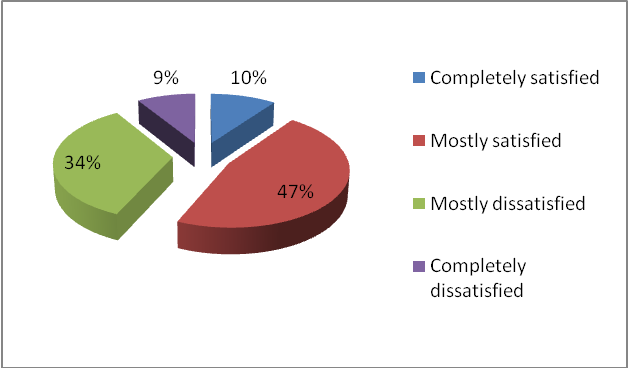 9%
10%
34%
47%
Completely satisfied
Mostly satisfied
Mostly dissatisfied
Completely
dissatisfied